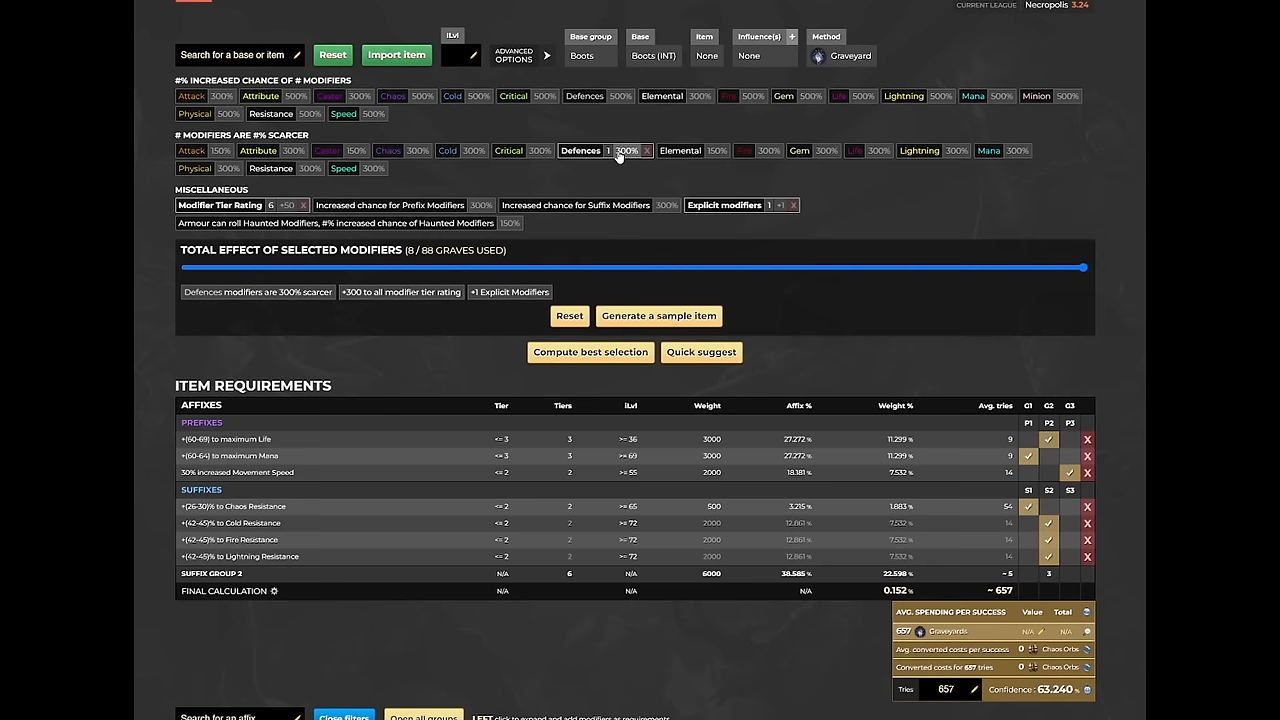 CURRENT LEAGUE Necropolis 3.24
iLvl Base group Base Item Influence(s) + Method
Search for a base or item Reset Import item ADVANCED OPTIONS Boots Boots (INT) None None Graveyard
#% INCREASED CHANCE OF # MODIFIERS
Attack 300% Attribute 500% Caster 300% Chaos 500% Cold 500% Critical 500% Defences 500% Elemental 300% Fire 500% Gem 500% Life 500% Lightning 500% Mana 500% Minion 500%
Physical 500% Resistance 500% Speed 500%
# MODIFIERS ARE #% SCARCER
Attack 150% Attribute 300% Caster 150% Chaos 300% Cold 300% Critical 300% Defences 1 300% X Elemental 150% Fire 300% Gem 300% Life 300% Lightning 300% Mana 300%
Physical 300% Resistance 300% Speed 300%
MISCELLANEOUS
Modifier Tier Rating 6 +50 X Increased chance for Prefix Modifiers 300% Increased chance for Suffix Modifiers 300% Explicit modifiers 1 +1 X
Armour can roll Haunted Modifiers, #% increased chance of Haunted Modifiers 150%
TOTAL EFFECT OF SELECTED MODIFIERS (8 / 88 GRAVES USED)
Defences modifiers are 300% scarcer +300 to all modifier tier rating +1 Explicit Modifiers
Reset Generate a sample item
Compute best selection Quick suggest
ITEM REQUIREMENTS
AFFIXES Tier Tiers iLvl Weight Affix % Weight % Avg. tries G1 G2 G3
PREFIXES P1 P2 P3
+(60-69) to maximum Life <= 3 3 >= 36 3000 27.272 % 11.299 % 9 X
+(60-64) to maximum Mana <= 3 3 >= 69 3000 27.272 % 11.299 % 9 X
30% increased Movement Speed <= 2 2 >= 55 2000 18.181 % 7.532 % 14 X
SUFFIXES S1 S2 S3
+(26-30)% to Chaos Resistance <= 2 2 >= 65 500 3.215 % 1.883 % 54 X
+(42-45)% to Cold Resistance <= 2 2 >= 72 2000 12.861 % 7.532 % 14 X
+(42-45)% to Fire Resistance <= 2 2 >= 72 2000 12.861 % 7.532 % 14 X
+(42-45)% to Lightning Resistance <= 2 2 >= 72 2000 12.861 % 7.532 % 14 X
SUFFIX GROUP 2 N/A 6 N/A 6000 38.585 % 22.598 % ~ 5 3
FINAL CALCULATION N/A N/A N/A N/A N/A 0.152 % ~ 657
AVG. SPENDING PER SUCCESS Value Total
657 Graveyards N/A N/A
Avg. converted costs per success 0 Chaos Orbs
Converted costs for 657 tries 0 Chaos Orbs
Tries 657 Confidence : 63.240 %
Search for an affix Close filters Open all groups LEFT click to expand and add modifiers as requirements